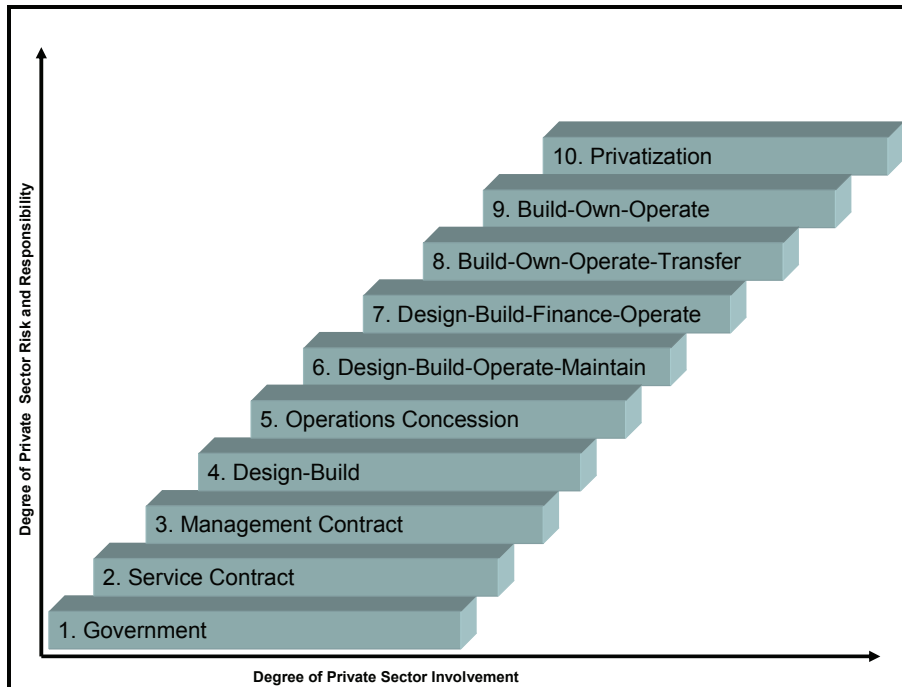 Degree of Private Sector Risk and Responsibility
10. Privatization
9. Build-Own-Operate
8. Build-Own-Operate-Transfer
7. Design-Build-Finance-Operate
6. Design-Build-Operate-Maintain
5. Operations Concession
4. Design-Build
3. Management Contract
2. Service Contract
1. Government
Degree of Private Sector Involvement